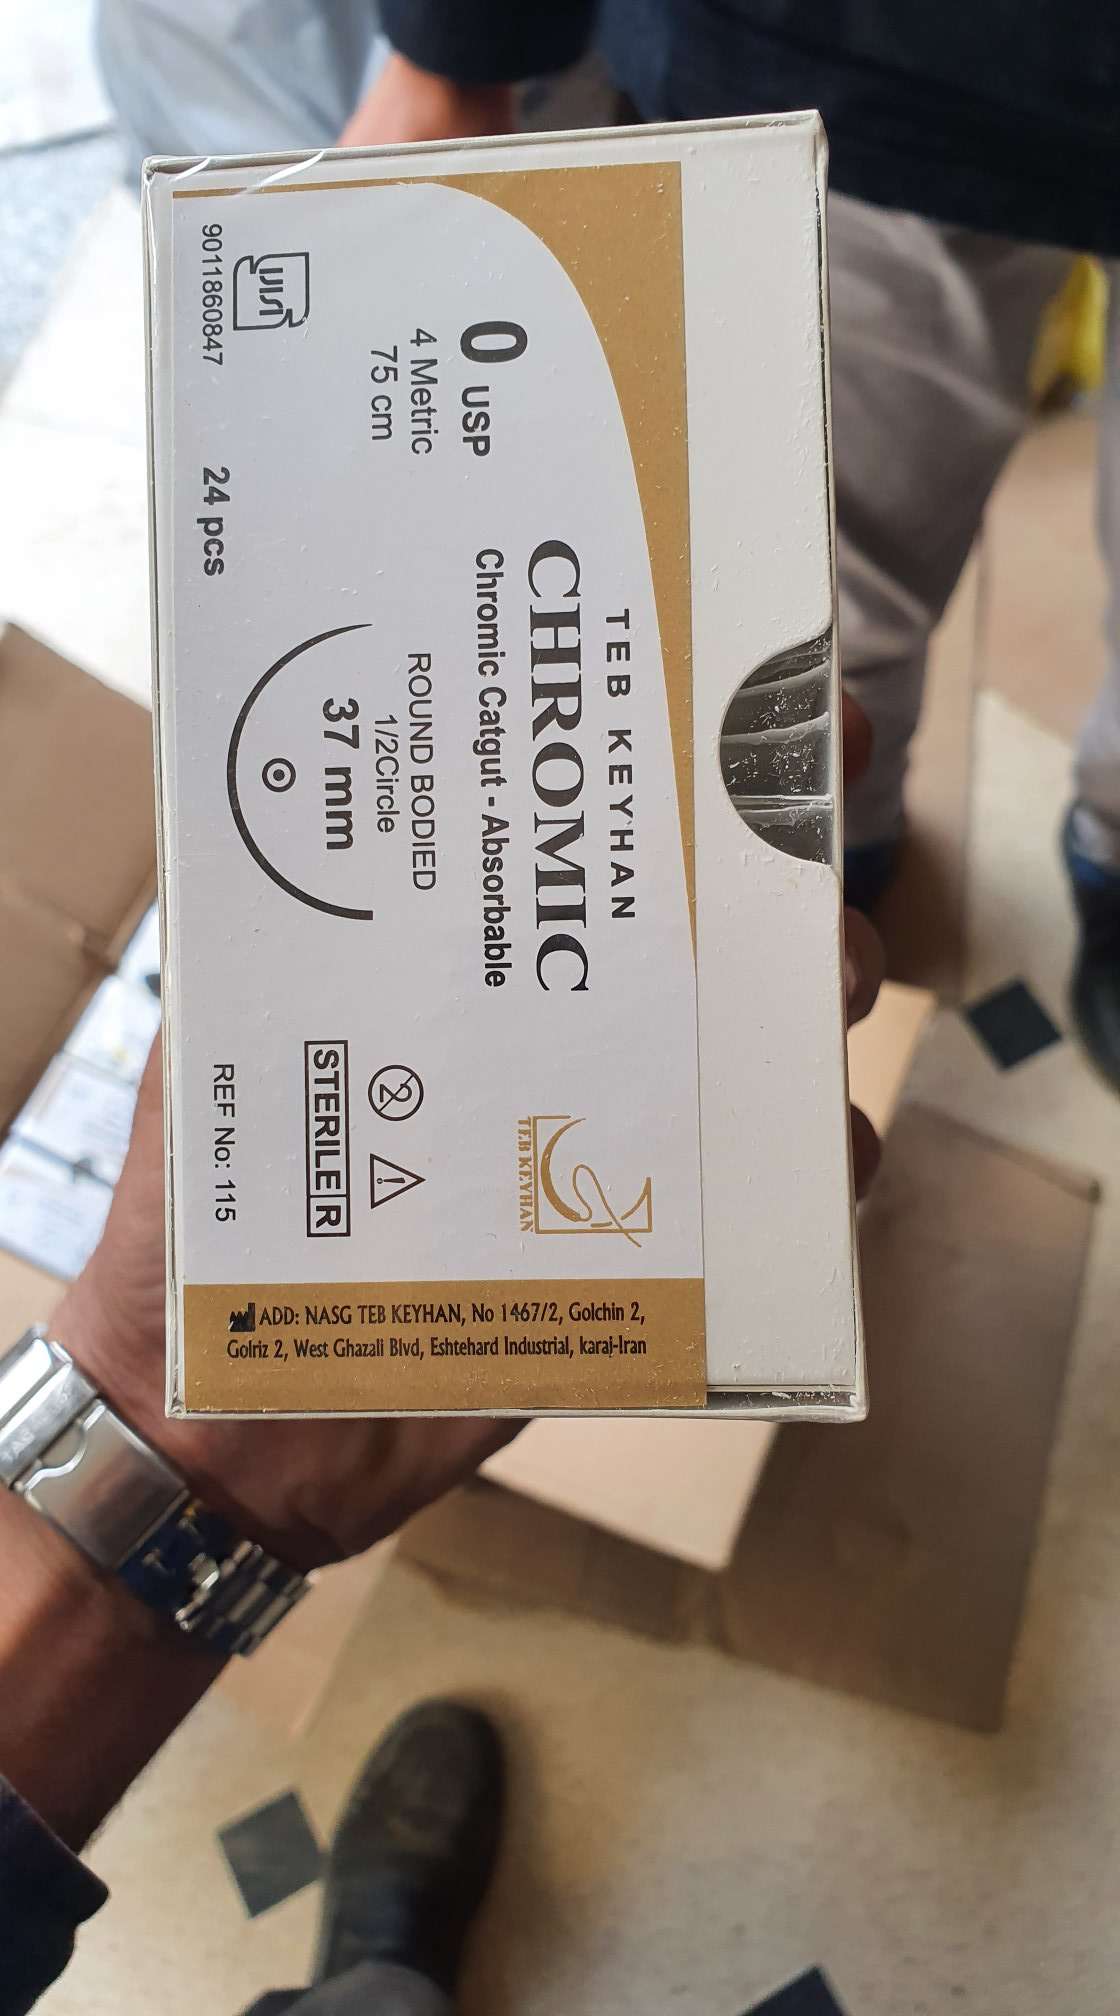 TEB KEYHAN
CHROMIC
Chromic Catgut - Absorbable
0 USP
4 Metric
75 cm
ROUND BODIED
1/2Circle
37 mm
TEB KEYHAN
2
STERILE R
9011860847
24 pcs
REF No: 115
ADD: NASG TEB KEYHAN, No 1467/2, Golchin 2,
Golriz 2, West Ghazali Blvd, Eshtehard Industrial, karaj-Iran